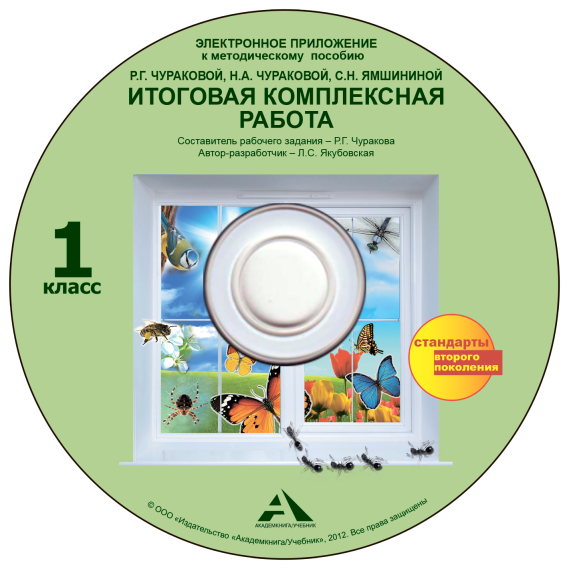 ЭЛЕКТРОННОЕ ПРИЛОЖЕНИЕ
к методическому пособию
Р.Г. ЧУРАКОВОЙ, Н.А. ЧУРАКОВОЙ, С.Н. ЯМШИНИНОЙ
ИТОГОВАЯ КОМПЛЕКСНАЯ
РАБОТА
Составитель рабочего задания – Р.Г. Чуракова
Автор-разработчик – Л.С. Якубовская
1
класс
стандарты
второго
поколения
АКАДЕМКНИГА/УЧЕБНИК
© ООО «Издательство «Академкнига/Учебник», 2012. Все права защищены